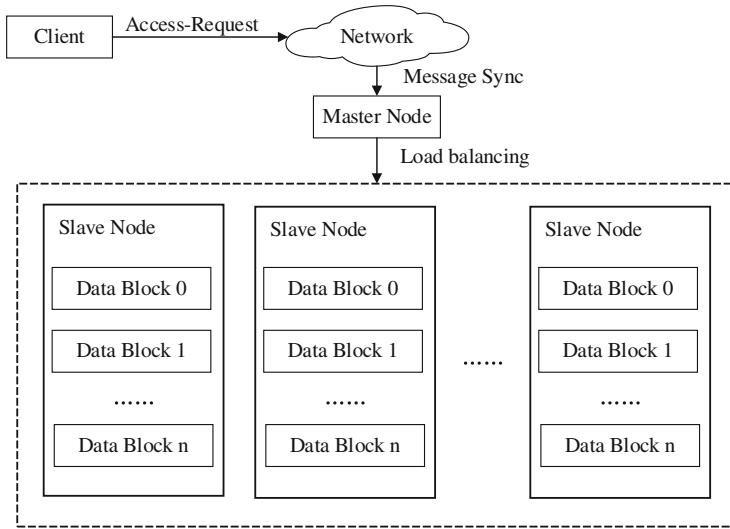 Client
Access-Request
Network
Message Sync
Master Node
Load balancing
Slave Node
Data Block 0
Data Block 1
......
Data Block n
Slave Node
Data Block 0
Data Block 1
......
Data Block n
......
Slave Node
Data Block 0
Data Block 1
......
Data Block n